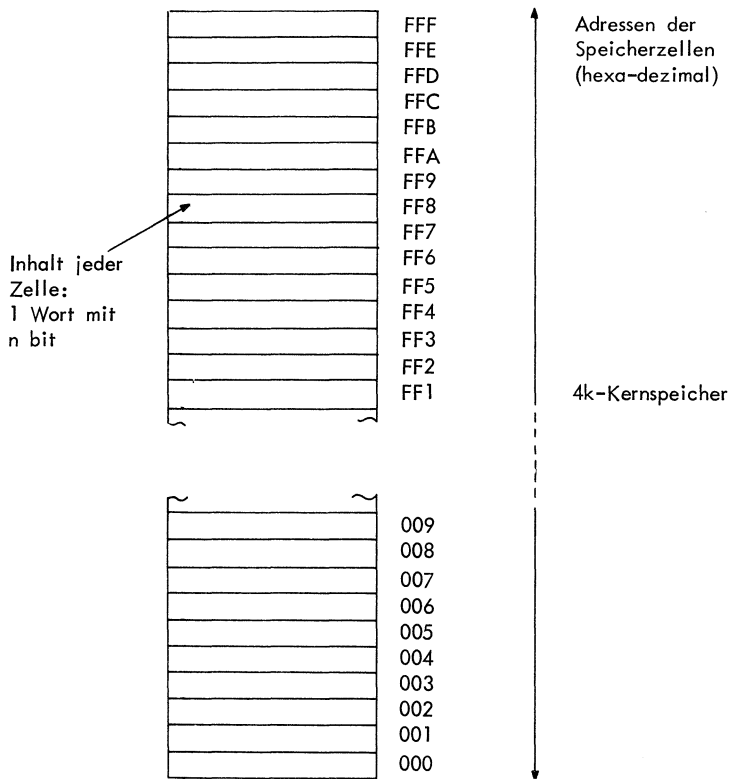 FFF
FFE
FFD
FFC
FFB
FFA
FF9
FF8
FF7
FF6
FF5
FF4
FF3
FF2
FF1
Adressen der
Speicherzellen
(hexa-dezimal)
Inhalt jeder
Zelle:
1 Wort mit
n bit
4k-Kernspeicher
009
008
007
006
005
004
003
002
001
000